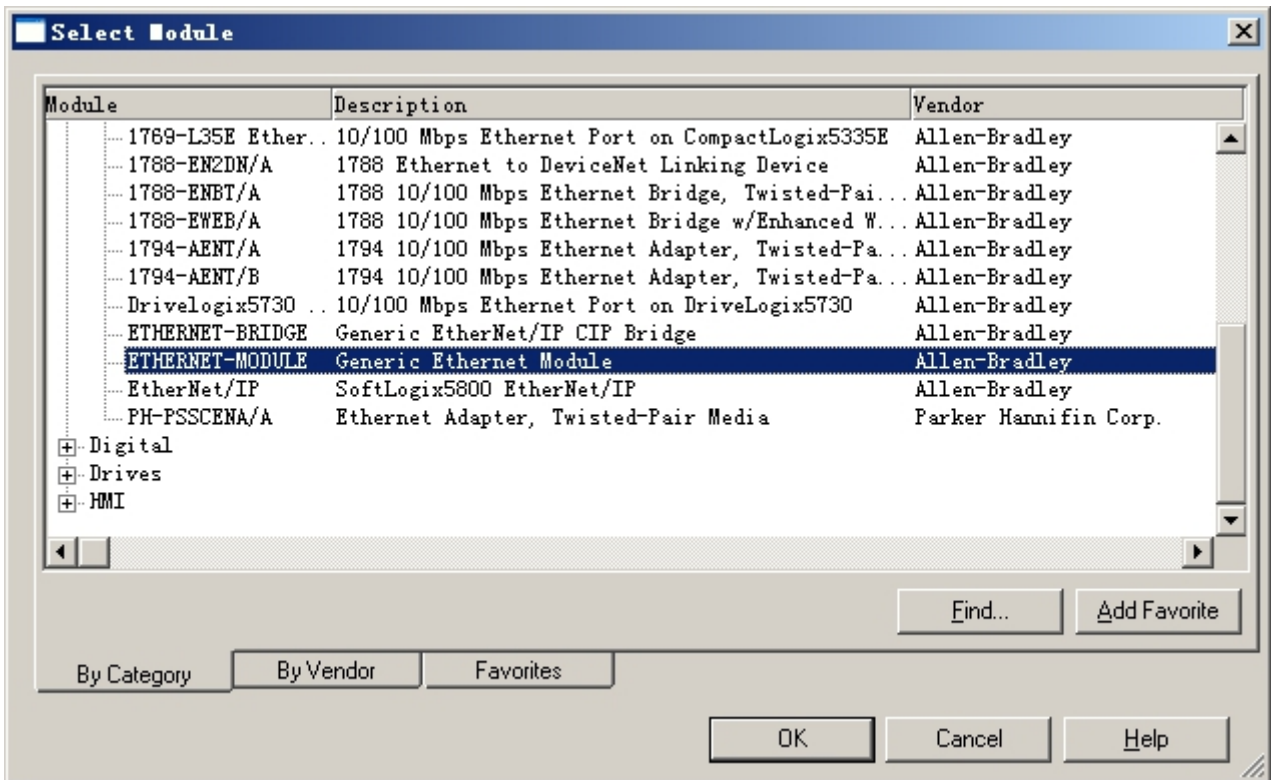 Select Module
Module Description Vendor
1769-L35E Ether.. 10/100 Mbps Ethernet Port on CompactLogix5335E Allen-Bradley
1788-EN2DN/A 1788 Ethernet to DeviceNet Linking Device Allen-Bradley
1788-ENBT/A 1788 10/100 Mbps Ethernet Bridge, Twisted-Pai... Allen-Bradley
1788-EWEB/A 1788 10/100 Mbps Ethernet Bridge w/Enhanced W... Allen-Bradley
1794-AENT/A 1794 10/100 Mbps Ethernet Adapter, Twisted-Pa... Allen-Bradley
1794-AENT/B 1794 10/100 Mbps Ethernet Adapter, Twisted-Pa... Allen-Bradley
Drivelogix5730 .. 10/100 Mbps Ethernet Port on DriveLogix5730 Allen-Bradley
ETHERNET-BRIDGE Generic EtherNet/IP CIP Bridge Allen-Bradley
ETHERNET-MODULE Generic Ethernet Module Allen-Bradley
EtherNet/IP SoftLogix5800 EtherNet/IP Allen-Bradley
PH-PSSCENA/A Ethernet Adapter, Twisted-Pair Media Parker Hannifin Corp.
Digital
Drives
HMI
Find... Add Favorite
By Category By Vendor Favorites
OK Cancel Help